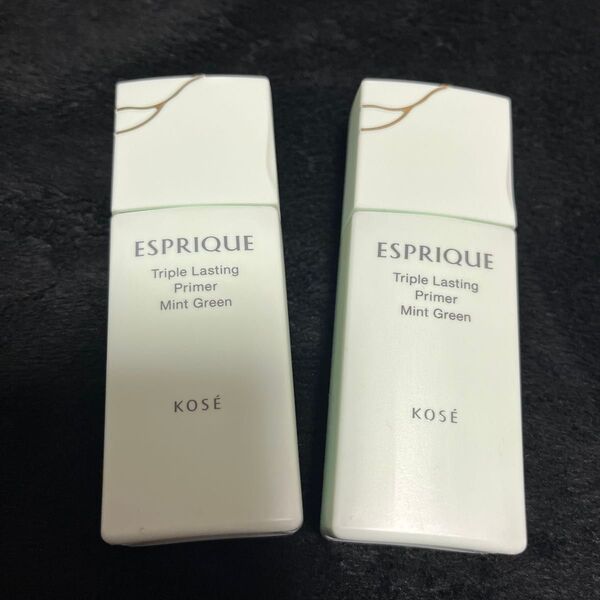 ESPRIQUE
Triple Lasting
Primer
Mint Green
KOSÉ
ESPRIQUE
Triple Lasting
Primer
Mint Green
KOSÉ